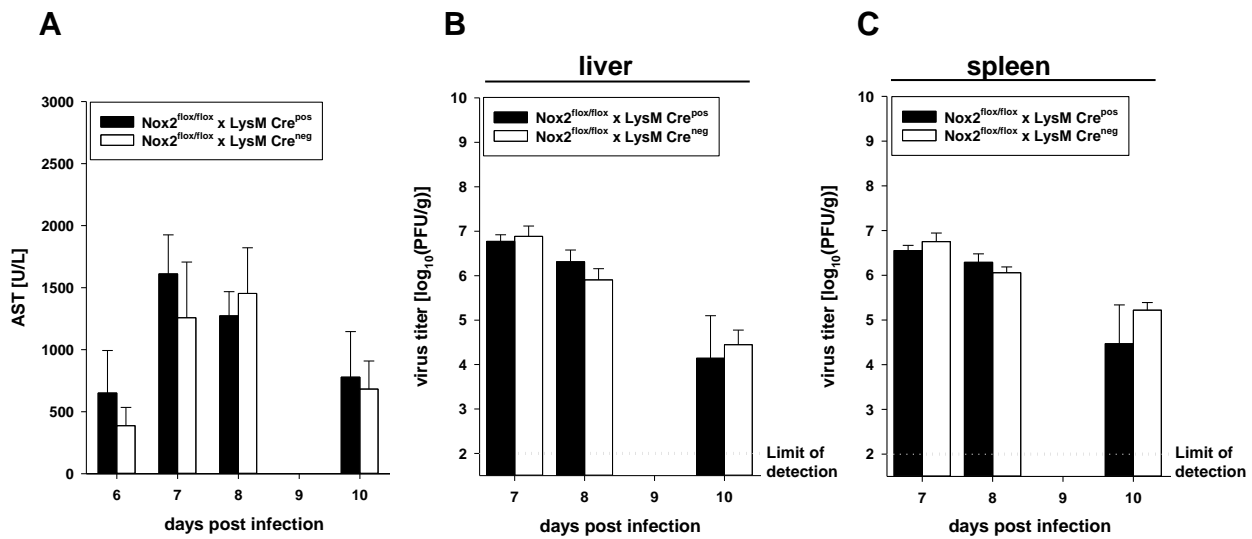 A
3000
2500
2000
1500
1000
500
0
AST [U/L]
Nox2flox/flox x LysM Crepos
Nox2flox/flox x LysM Creneg
6 7 8 9 10
days post infection
B
liver
10
9
8
7
6
5
4
3
2
virus titer [log10(PFU/g)]
Nox2flox/flox x LysM Crepos
Nox2flox/flox x LysM Creneg
Limit of
detection
7 8 9 10
days post infection
C
spleen
10
9
8
7
6
5
4
3
2
virus titer [log10(PFU/g)]
Nox2flox/flox x LysM Crepos
Nox2flox/flox x LysM Creneg
Limit of
detection
7 8 9 10
days post infection